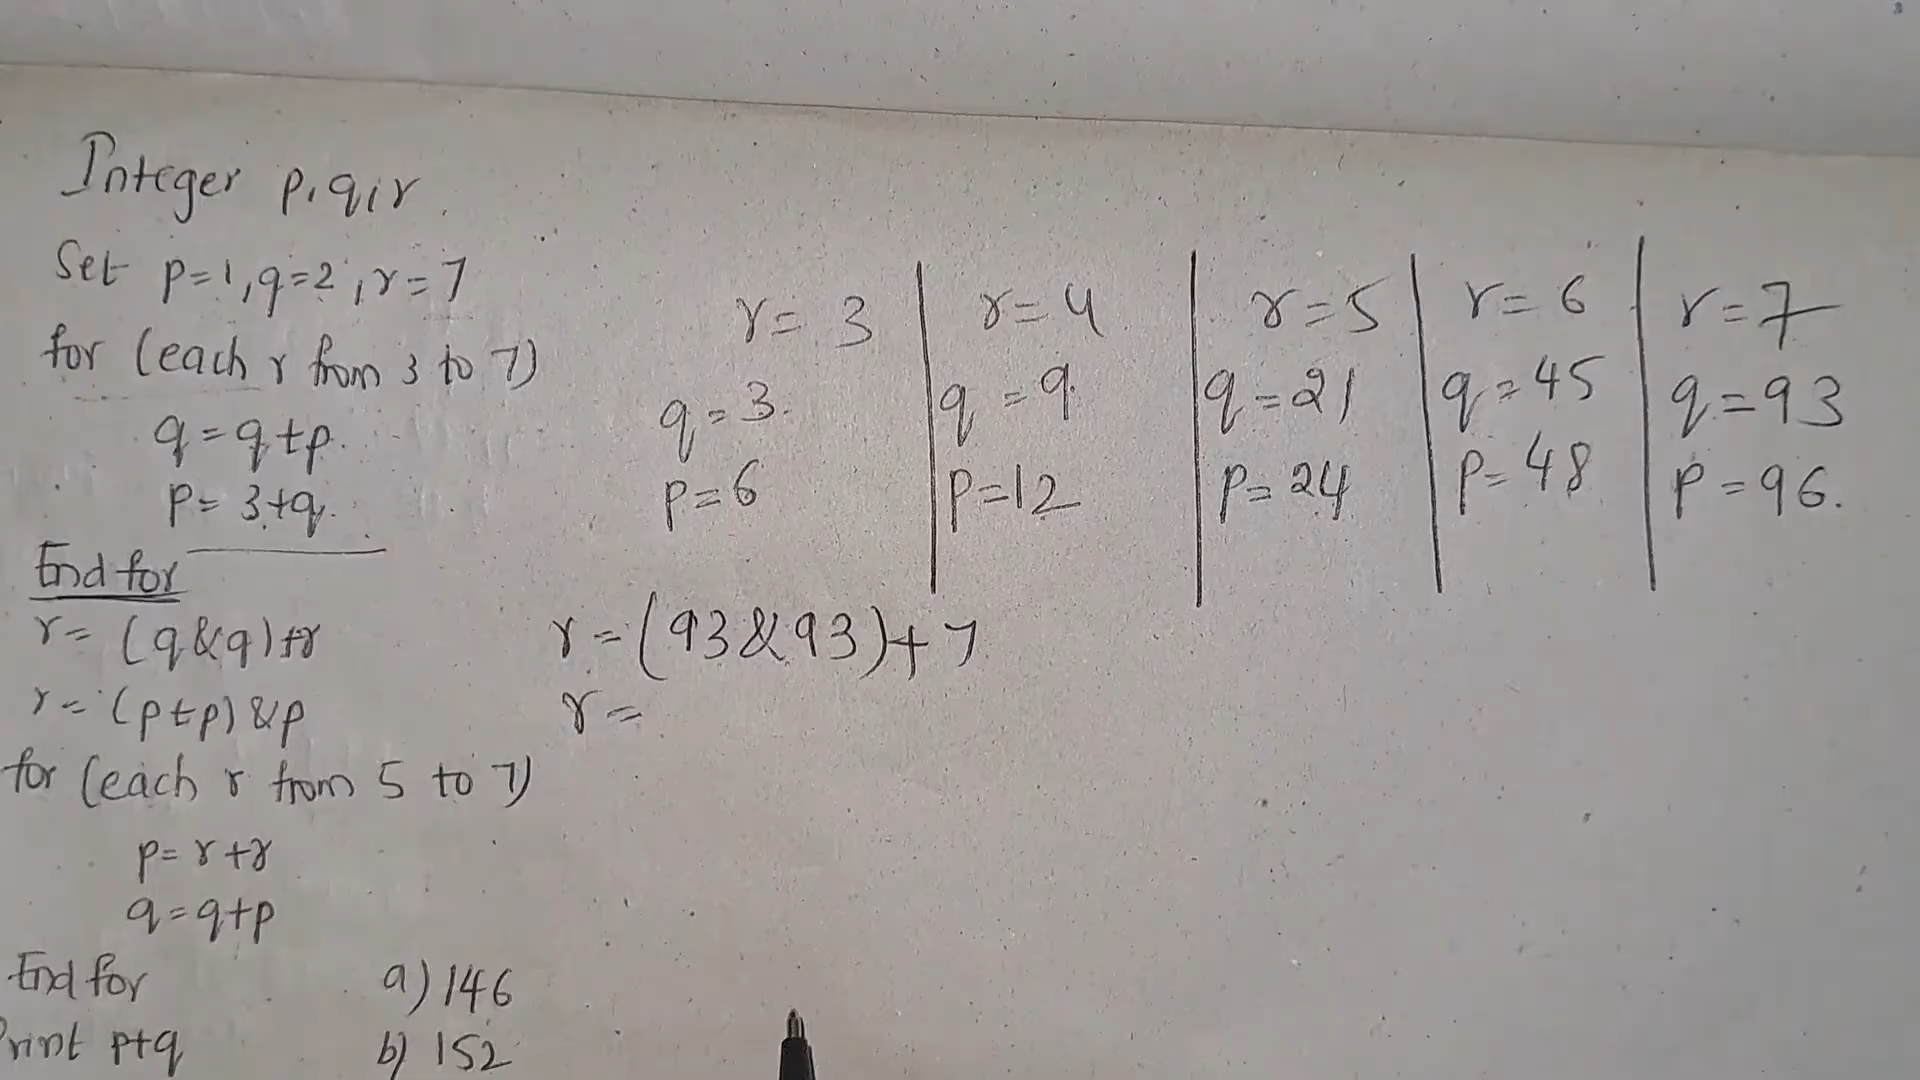 Integer p,q,r.
Set p=1,q=2,r=7
for (each r from 3 to 7)
q=q+p.
p=3+q.
End for
r=(q&q)+r
r=(p+p)&p
for (each r from 5 to 7)
p=r+r
q=q+p
End for
Print p+q
a) 146
b) 152
r=3
q=3.
p=6
r=4
q=9.
p=12
r=5
q=21
p=24
r=6
q=45
p=48
r=7
q=93
p=96.
r=(93&93)+7
r=